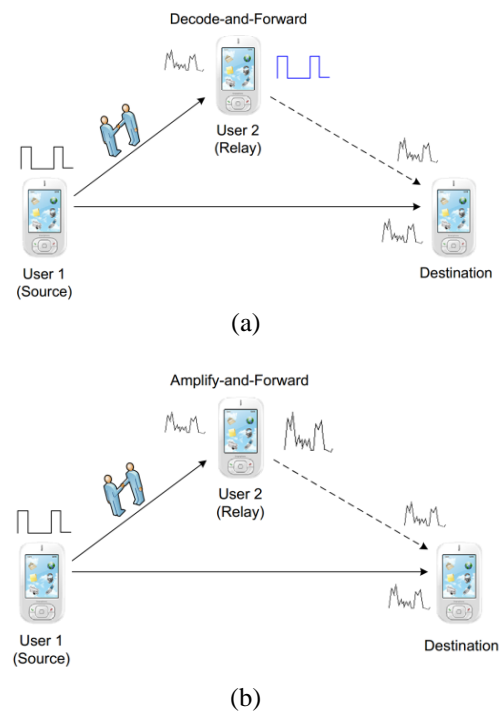 Decode-and-Forward
User 2
(Relay)
User 1
(Source)
Destination
(a)
Amplify-and-Forward
User 2
(Relay)
User 1
(Source)
Destination
(b)